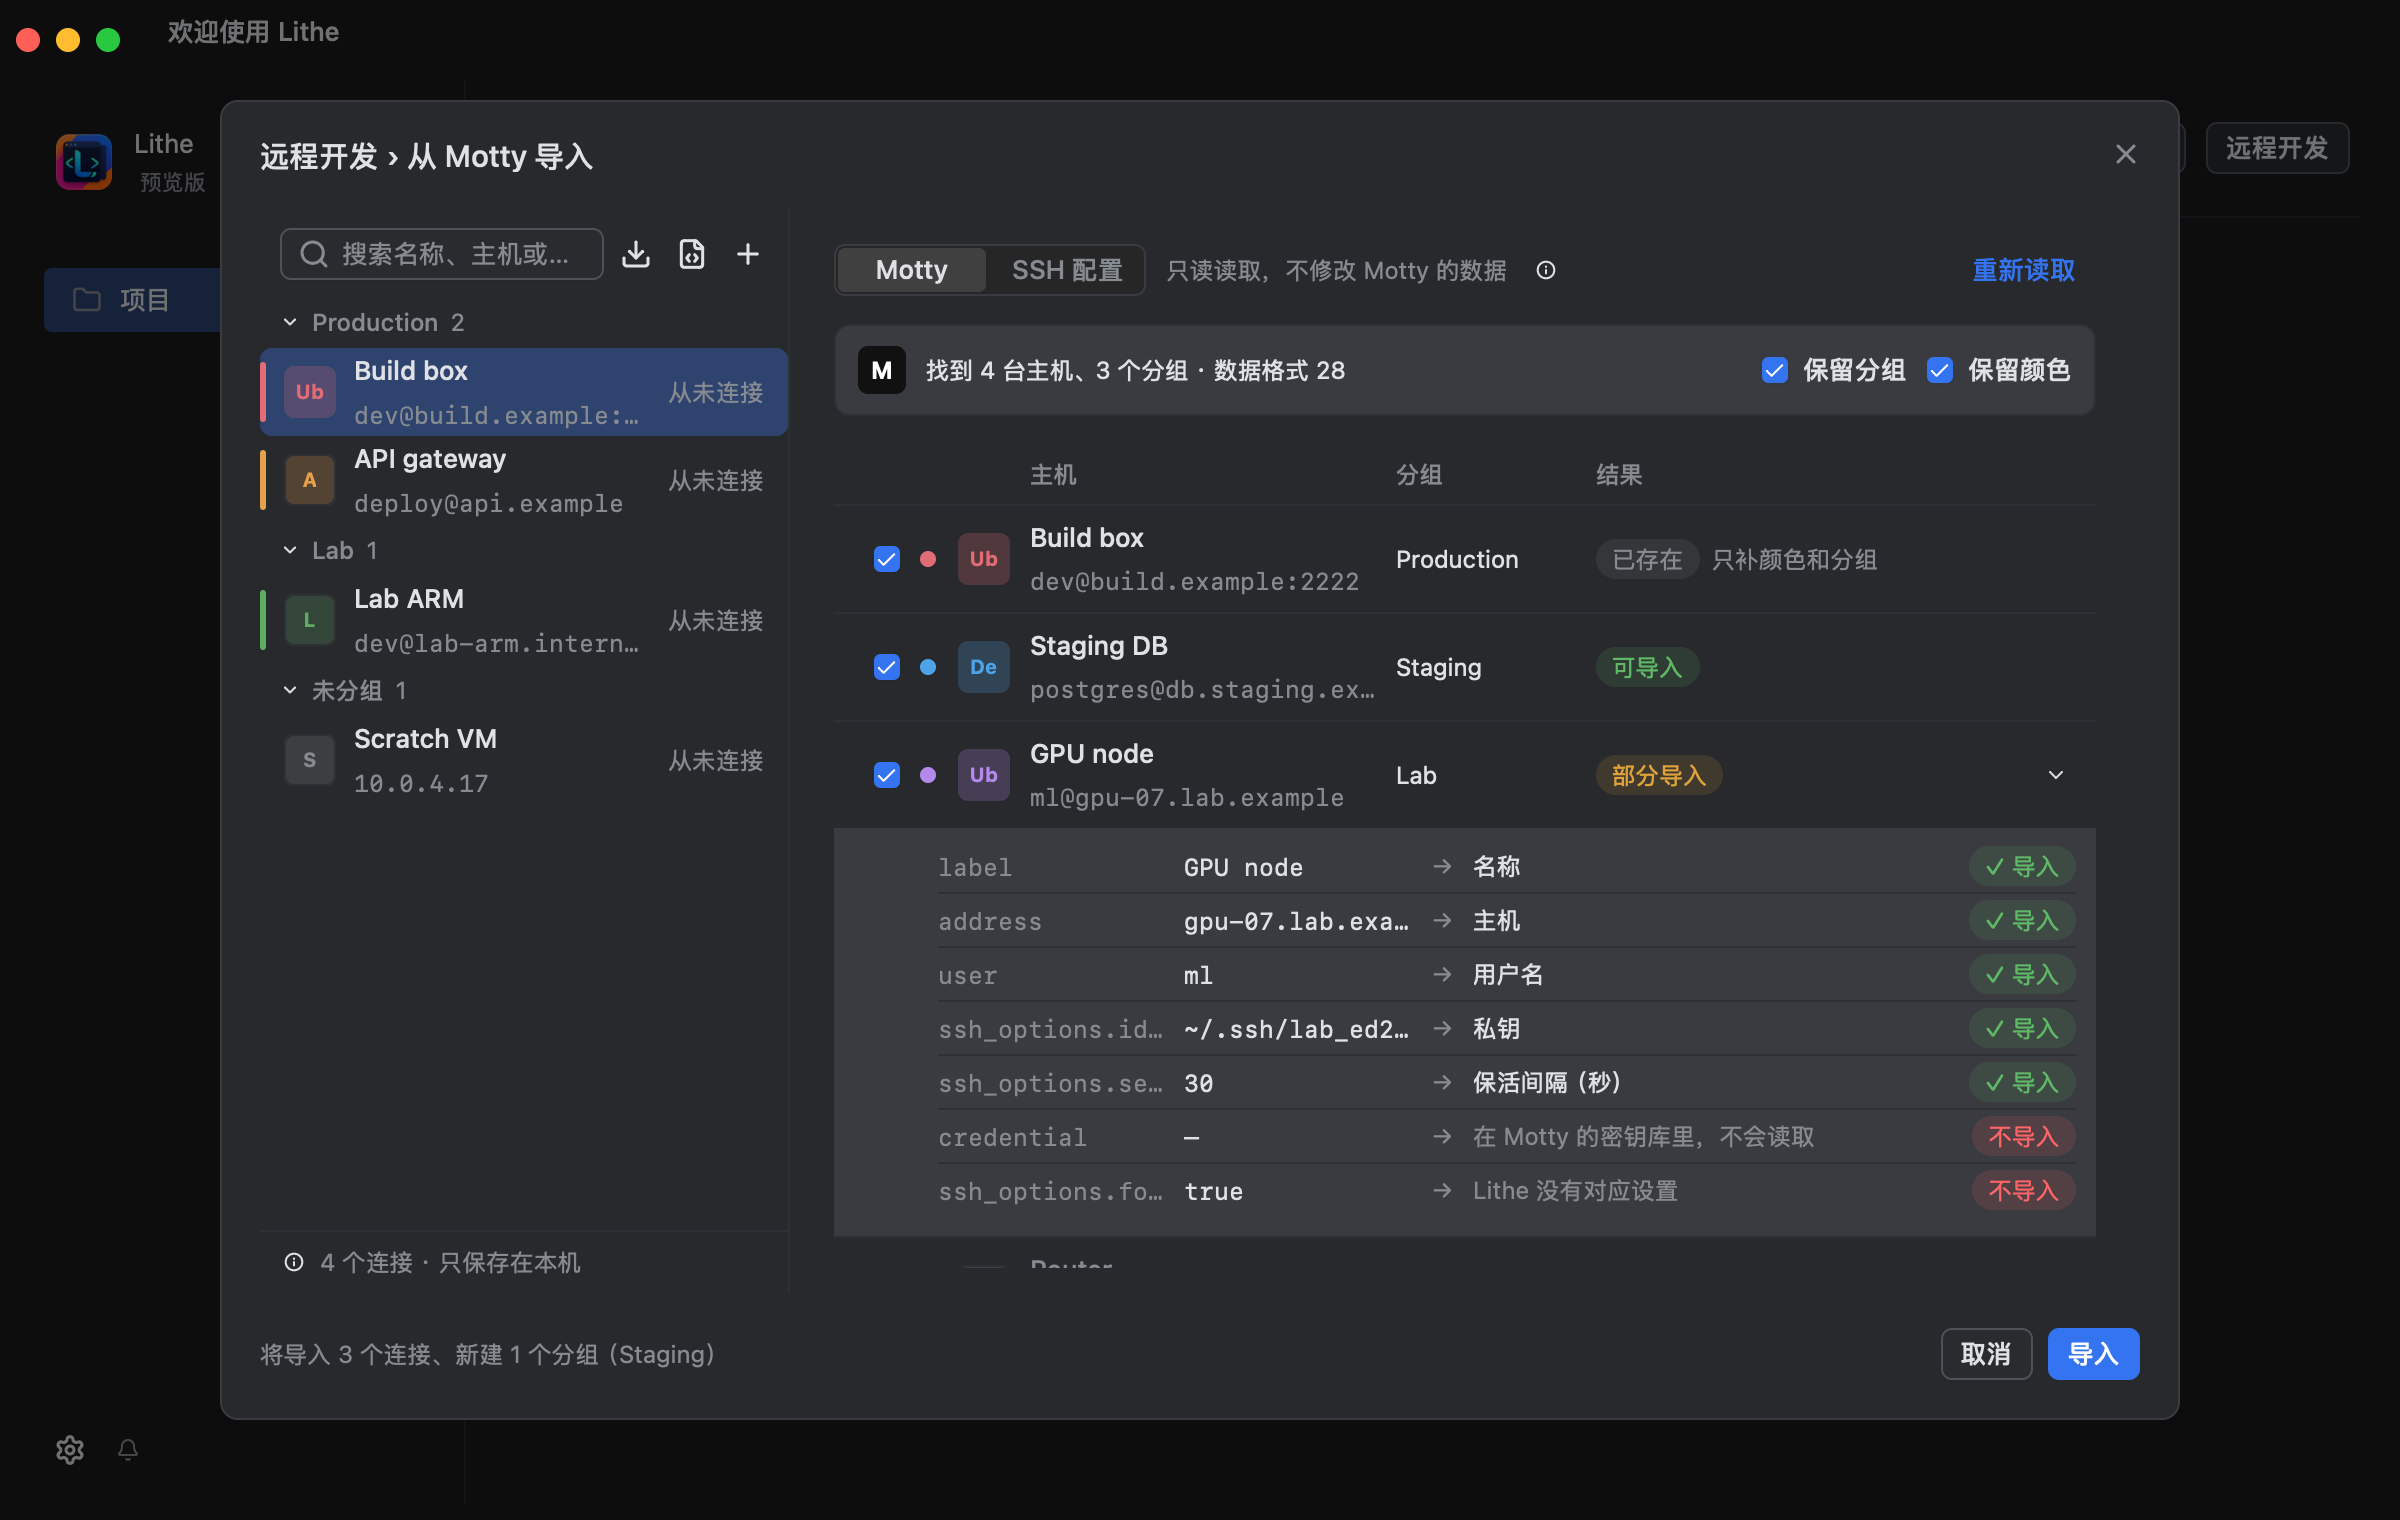 欢迎使用 Lithe
Lithe
预览版
远程开发
项目
远程开发 › 从 Motty 导入
搜索名称、主机或...
Production 2
Ub
Build box
dev@build.example:…
从未连接
A
API gateway
deploy@api.example
从未连接
Lab 1
L
Lab ARM
dev@lab-arm.intern…
从未连接
未分组 1
S
Scratch VM
10.0.4.17
从未连接
4 个连接 · 只保存在本机
Motty
SSH 配置
只读读取，不修改 Motty 的数据
重新读取
M
找到 4 台主机、3 个分组 · 数据格式 28
保留分组
保留颜色
主机
分组
结果
Ub
Build box
dev@build.example:2222
Production
已存在
只补颜色和分组
De
Staging DB
postgres@db.staging.ex…
Staging
可导入
Ub
GPU node
ml@gpu-07.lab.example
Lab
部分导入
label GPU node → 名称 ✓ 导入
address gpu-07.lab.exa… → 主机 ✓ 导入
user ml → 用户名 ✓ 导入
ssh_options.id… ~/.ssh/lab_ed2… → 私钥 ✓ 导入
ssh_options.se… 30 → 保活间隔（秒） ✓ 导入
credential — → 在 Motty 的密钥库里，不会读取 不导入
ssh_options.fo… true → Lithe 没有对应设置 不导入
Router
将导入 3 个连接、新建 1 个分组（Staging）
取消
导入